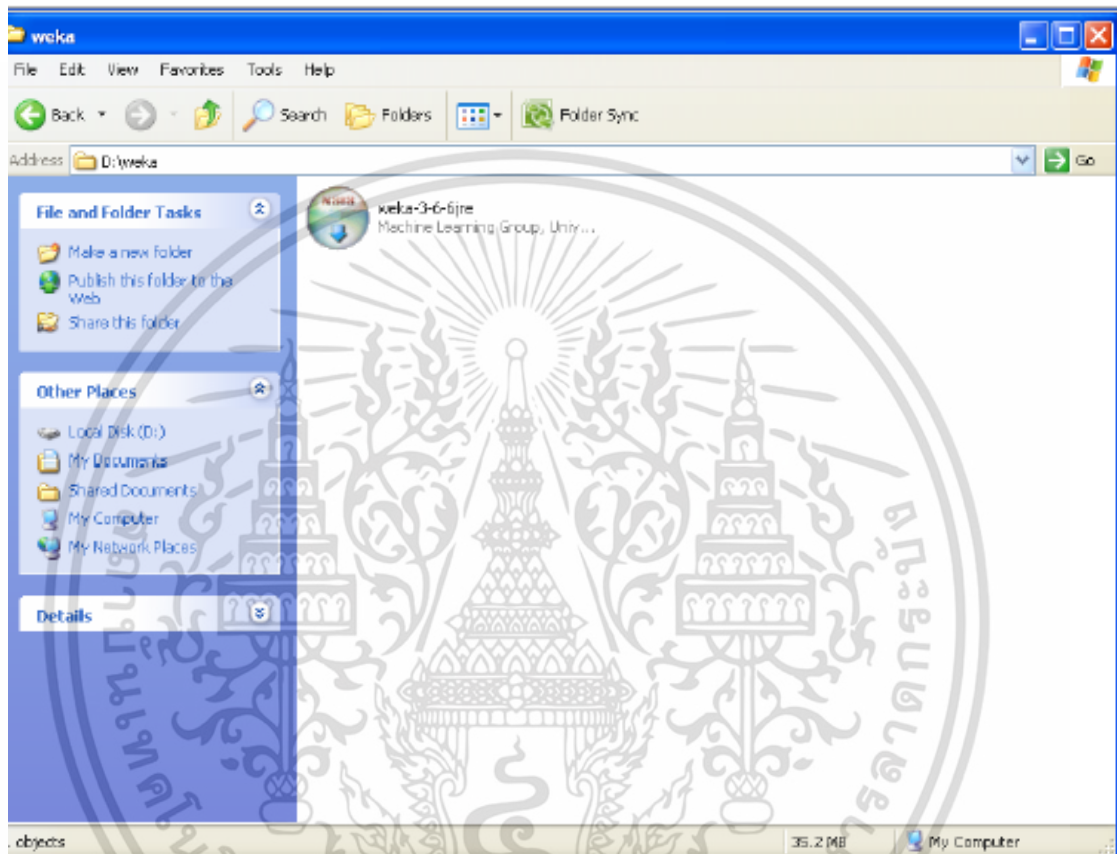 weka
File Edit View Favorites Tools Help
Back Search Folders Folder Sync
Address D:\weka Go
File and Folder Tasks
Make a new folder
Publish this folder to the
Web
Share this folder
Other Places
Local Disk (D:)
My Documents
Shared Documents
My Computer
My Network Places
Details
weka-3-6-6jre
Machine Learning Group, Univ...
objects 35.2 MB My Computer